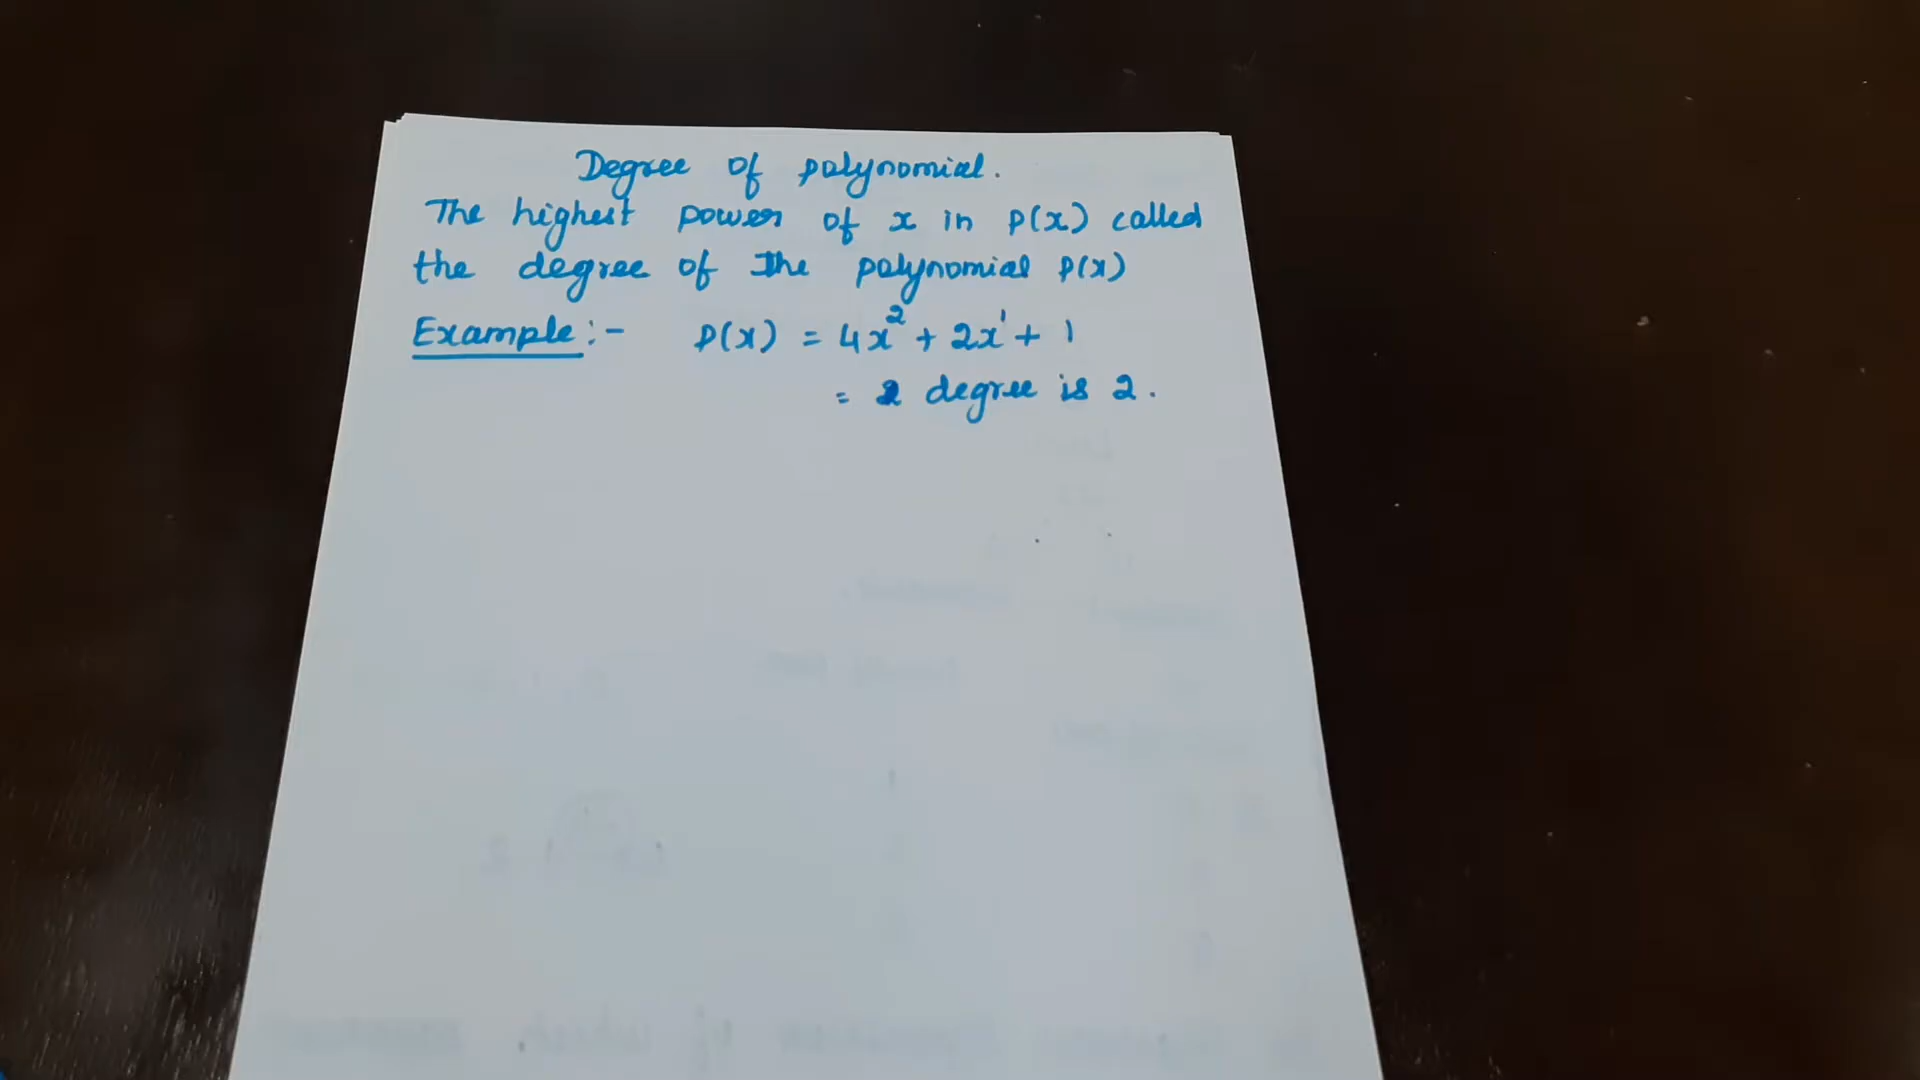 Degree of polynomial.
The highest power of x in p(x) called
the degree of the polynomial p(x)
Example:- p(x) = 4x² + 2x¹ + 1
= 2 degree is 2.